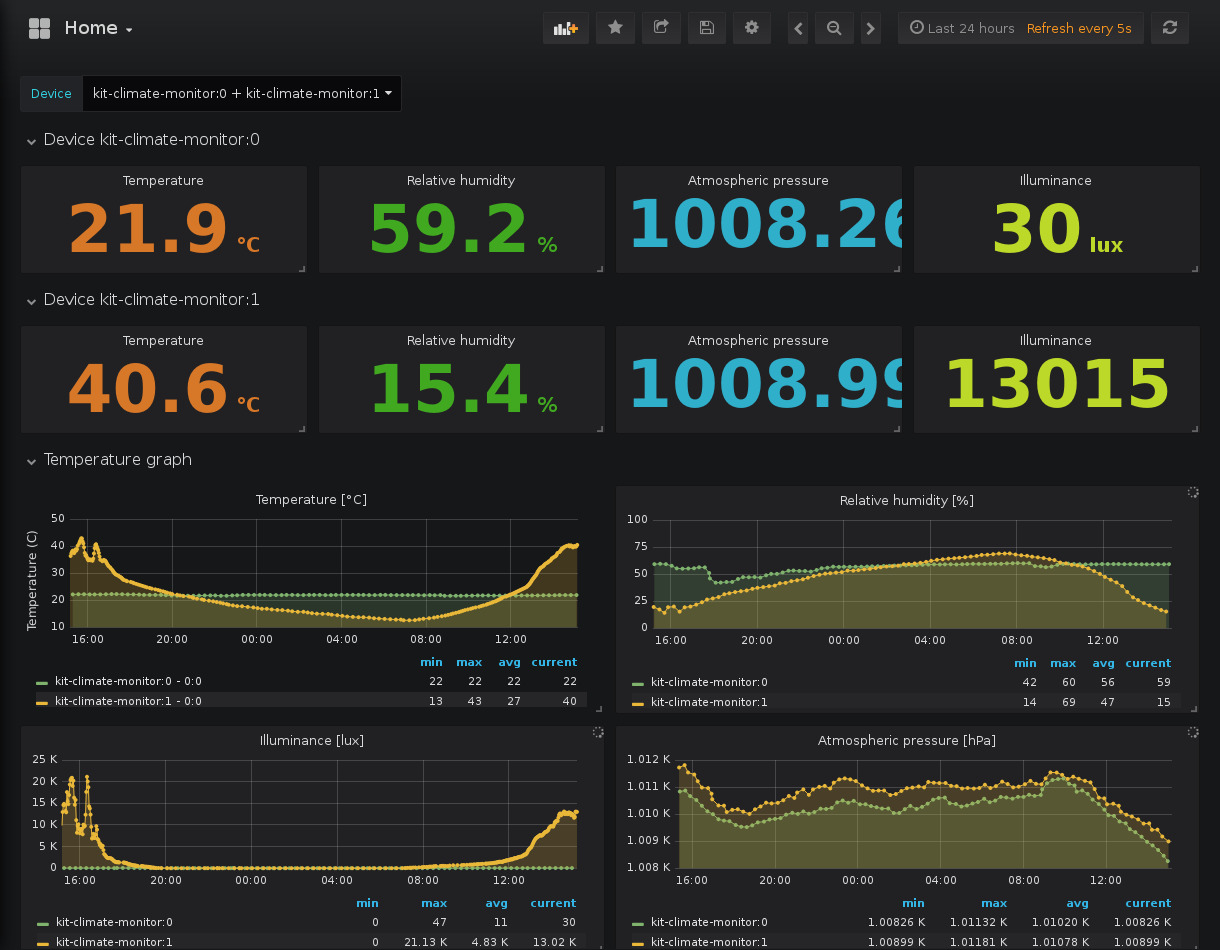 Home
Last 24 hours Refresh every 5s
Device kit-climate-monitor:0 + kit-climate-monitor:1
Device kit-climate-monitor:0
Temperature Relative humidity Atmospheric pressure Illuminance
21.9 °C 59.2 % 1008.26 30 lux
Device kit-climate-monitor:1
Temperature Relative humidity Atmospheric pressure Illuminance
40.6 °C 15.4 % 1008.99 13015
Temperature graph
Temperature [°C]
Temperature (C)
50
40
30
20
10
16:00 20:00 00:00 04:00 08:00 12:00
min max avg current
kit-climate-monitor:0 - 0:0 22 22 22 22
kit-climate-monitor:1 - 0:0 13 43 27 40
Relative humidity [%]
100
75
50
25
0
16:00 20:00 00:00 04:00 08:00 12:00
min max avg current
kit-climate-monitor:0 42 60 56 59
kit-climate-monitor:1 14 69 47 15
Illuminance [lux]
25 K
20 K
15 K
10 K
5 K
0
16:00 20:00 00:00 04:00 08:00 12:00
min max avg current
kit-climate-monitor:0 0 47 11 30
kit-climate-monitor:1 0 21.13 K 4.83 K 13.02 K
Atmospheric pressure [hPa]
1.012 K
1.011 K
1.010 K
1.009 K
1.008 K
16:00 20:00 00:00 04:00 08:00 12:00
min max avg current
kit-climate-monitor:0 1.00826 K 1.01132 K 1.01020 K 1.00826 K
kit-climate-monitor:1 1.00899 K 1.01181 K 1.01078 K 1.00899 K